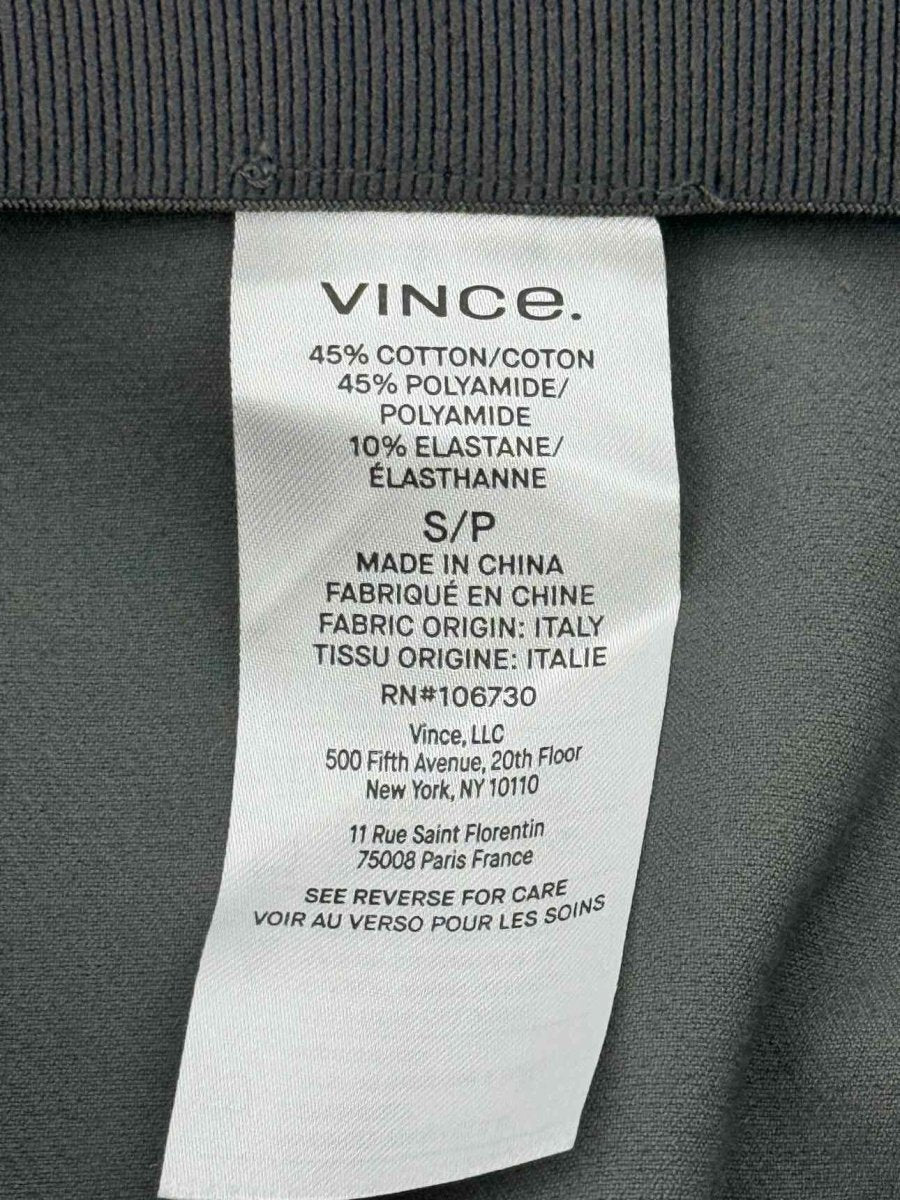 VINCe.
45% COTTON/COTON
45% POLYAMIDE/
POLYAMIDE
10% ELASTANE/
ÉLASTHANNE
S/P
MADE IN CHINA
FABRIQUÉ EN CHINE
FABRIC ORIGIN: ITALY
TISSU ORIGINE: ITALIE
RN#106730
Vince, LLC
500 Fifth Avenue, 20th Floor
New York, NY 10110
11 Rue Saint Florentin
75008 Paris France
SEE REVERSE FOR CARE
VOIR AU VERSO POUR LES SOINS